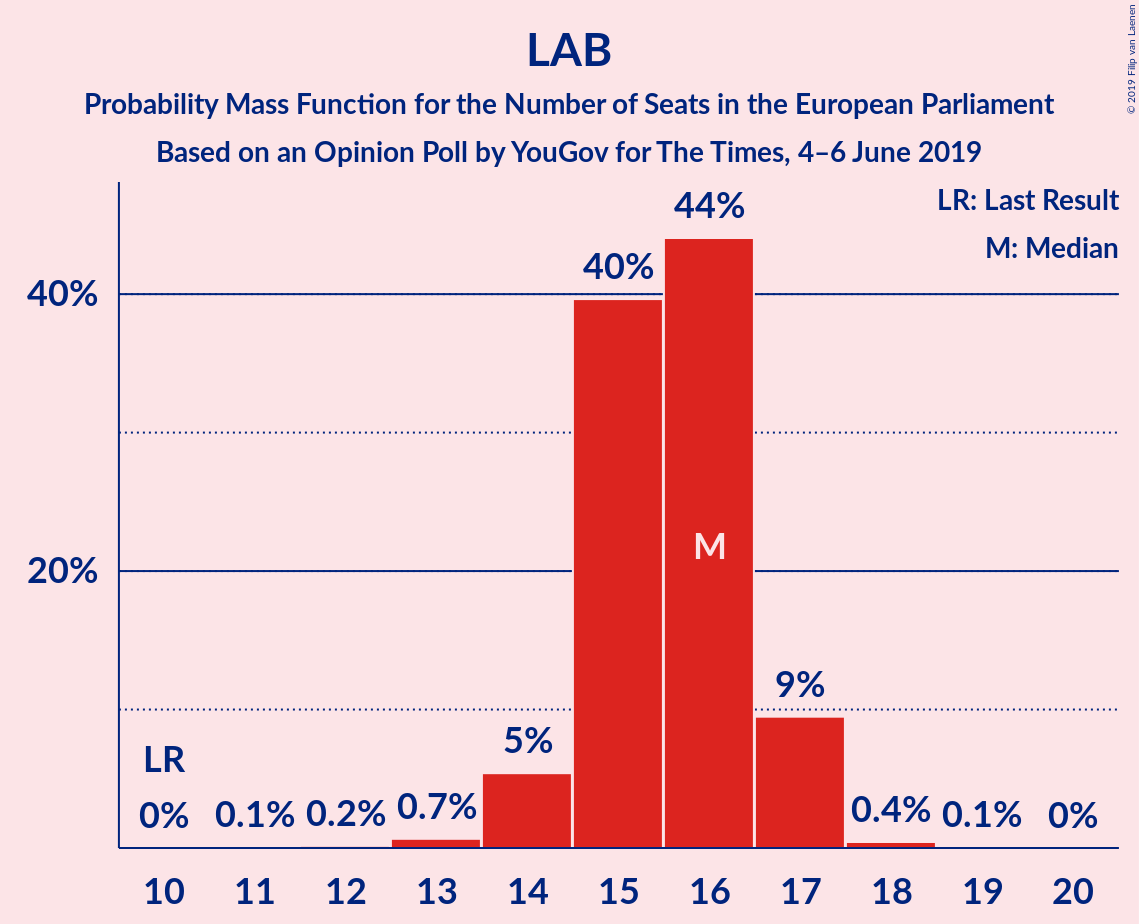 LAB
Probability Mass Function for the Number of Seats in the European Parliament
Based on an Opinion Poll by YouGov for The Times, 4–6 June 2019
© 2019 Filip van Laenen
LR: Last Result
M: Median
40%
20%
LR
0%
0.1%
0.2%
0.7%
5%
40%
44%
M
9%
0.4%
0.1%
0%
10 11 12 13 14 15 16 17 18 19 20